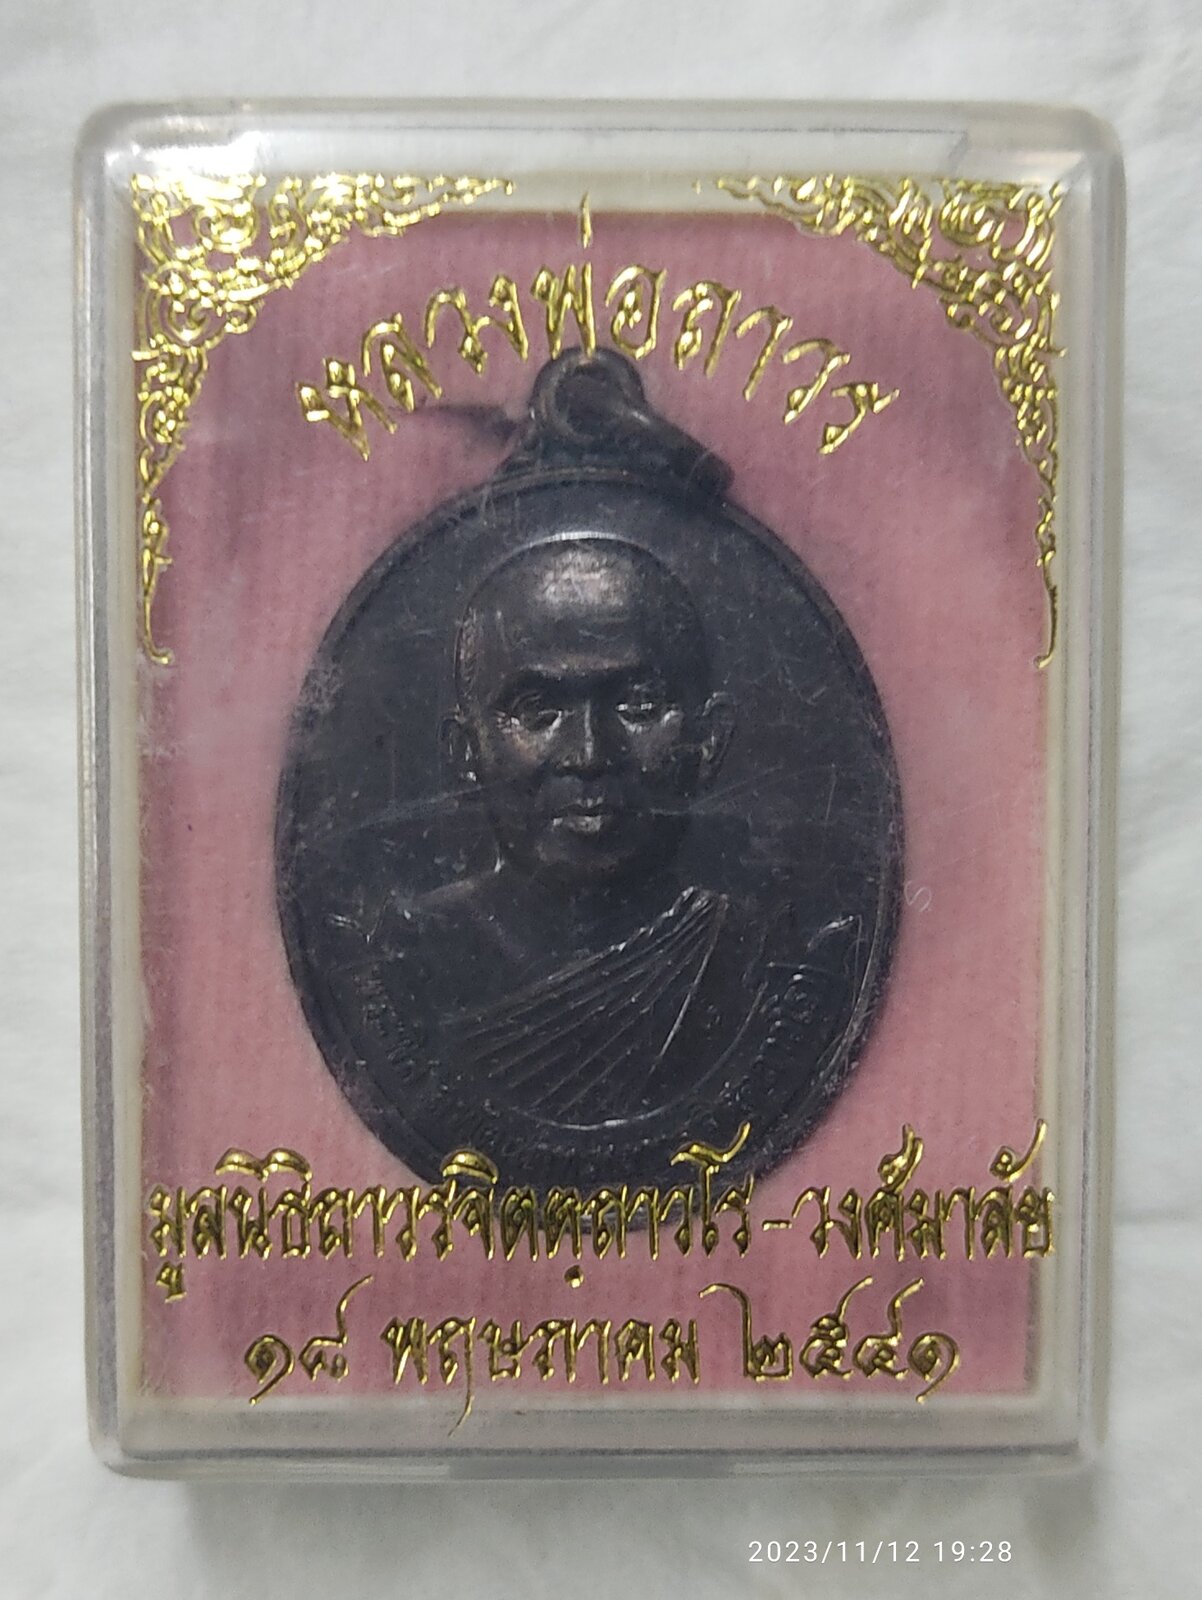 หลวงพ่อถาวร
มูลนิธิถาวรจิตตฺถาวโร-วงศ์มาลัย
๑๘ พฤษภาคม ๒๕๔๑
2023/11/12 19:28